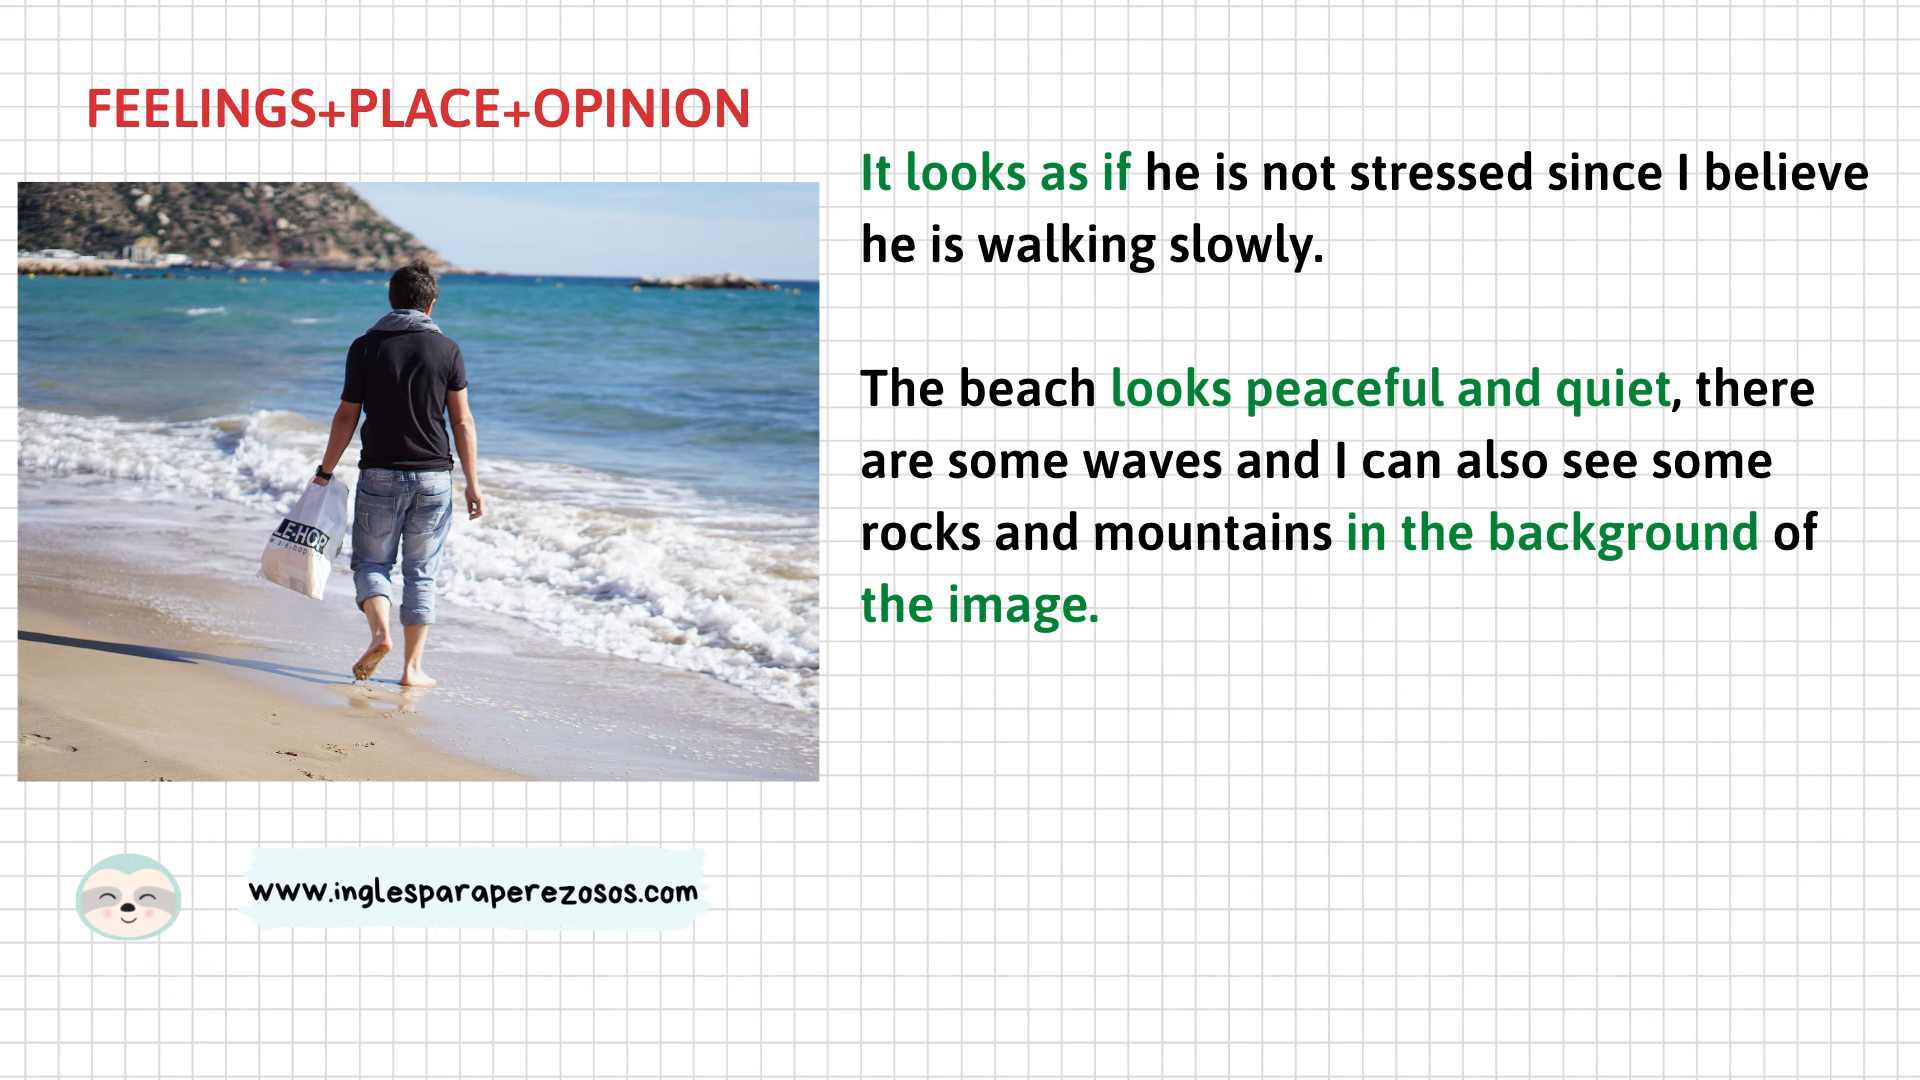 FEELINGS+PLACE+OPINION
It looks as if he is not stressed since I believe
he is walking slowly.
The beach looks peaceful and quiet, there
are some waves and I can also see some
rocks and mountains in the background of
the image.
LE-HOP
www.inglesparaperezosos.com